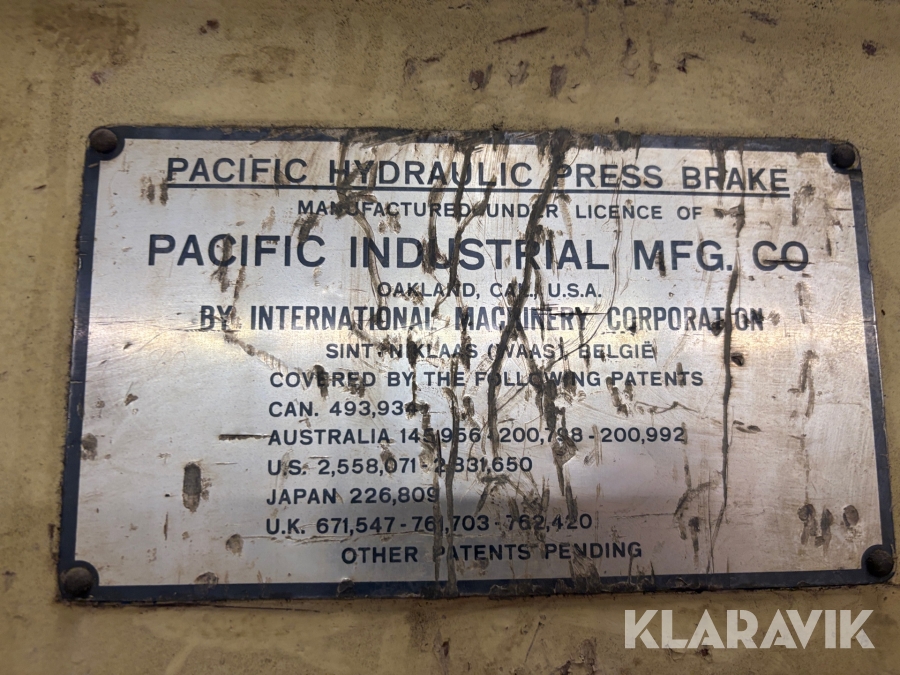 PACIFIC HYDRAULIC PRESS BRAKE
MANUFACTURED UNDER LICENCE OF
PACIFIC INDUSTRIAL MFG. CO
OAKLAND, CAL., U.S.A.
BY INTERNATIONAL MACHINERY CORPORATION
SINT-NIKLAAS (WAAS), BELGIË
COVERED BY THE FOLLOWING PATENTS
CAN. 493,934
AUSTRALIA 145,956 - 200,798 - 200,992
U.S. 2,558,071 - 2,831,650
JAPAN 226,809
U.K. 671,547 - 761,703 - 762,420
OTHER PATENTS PENDING
KLARAVIK